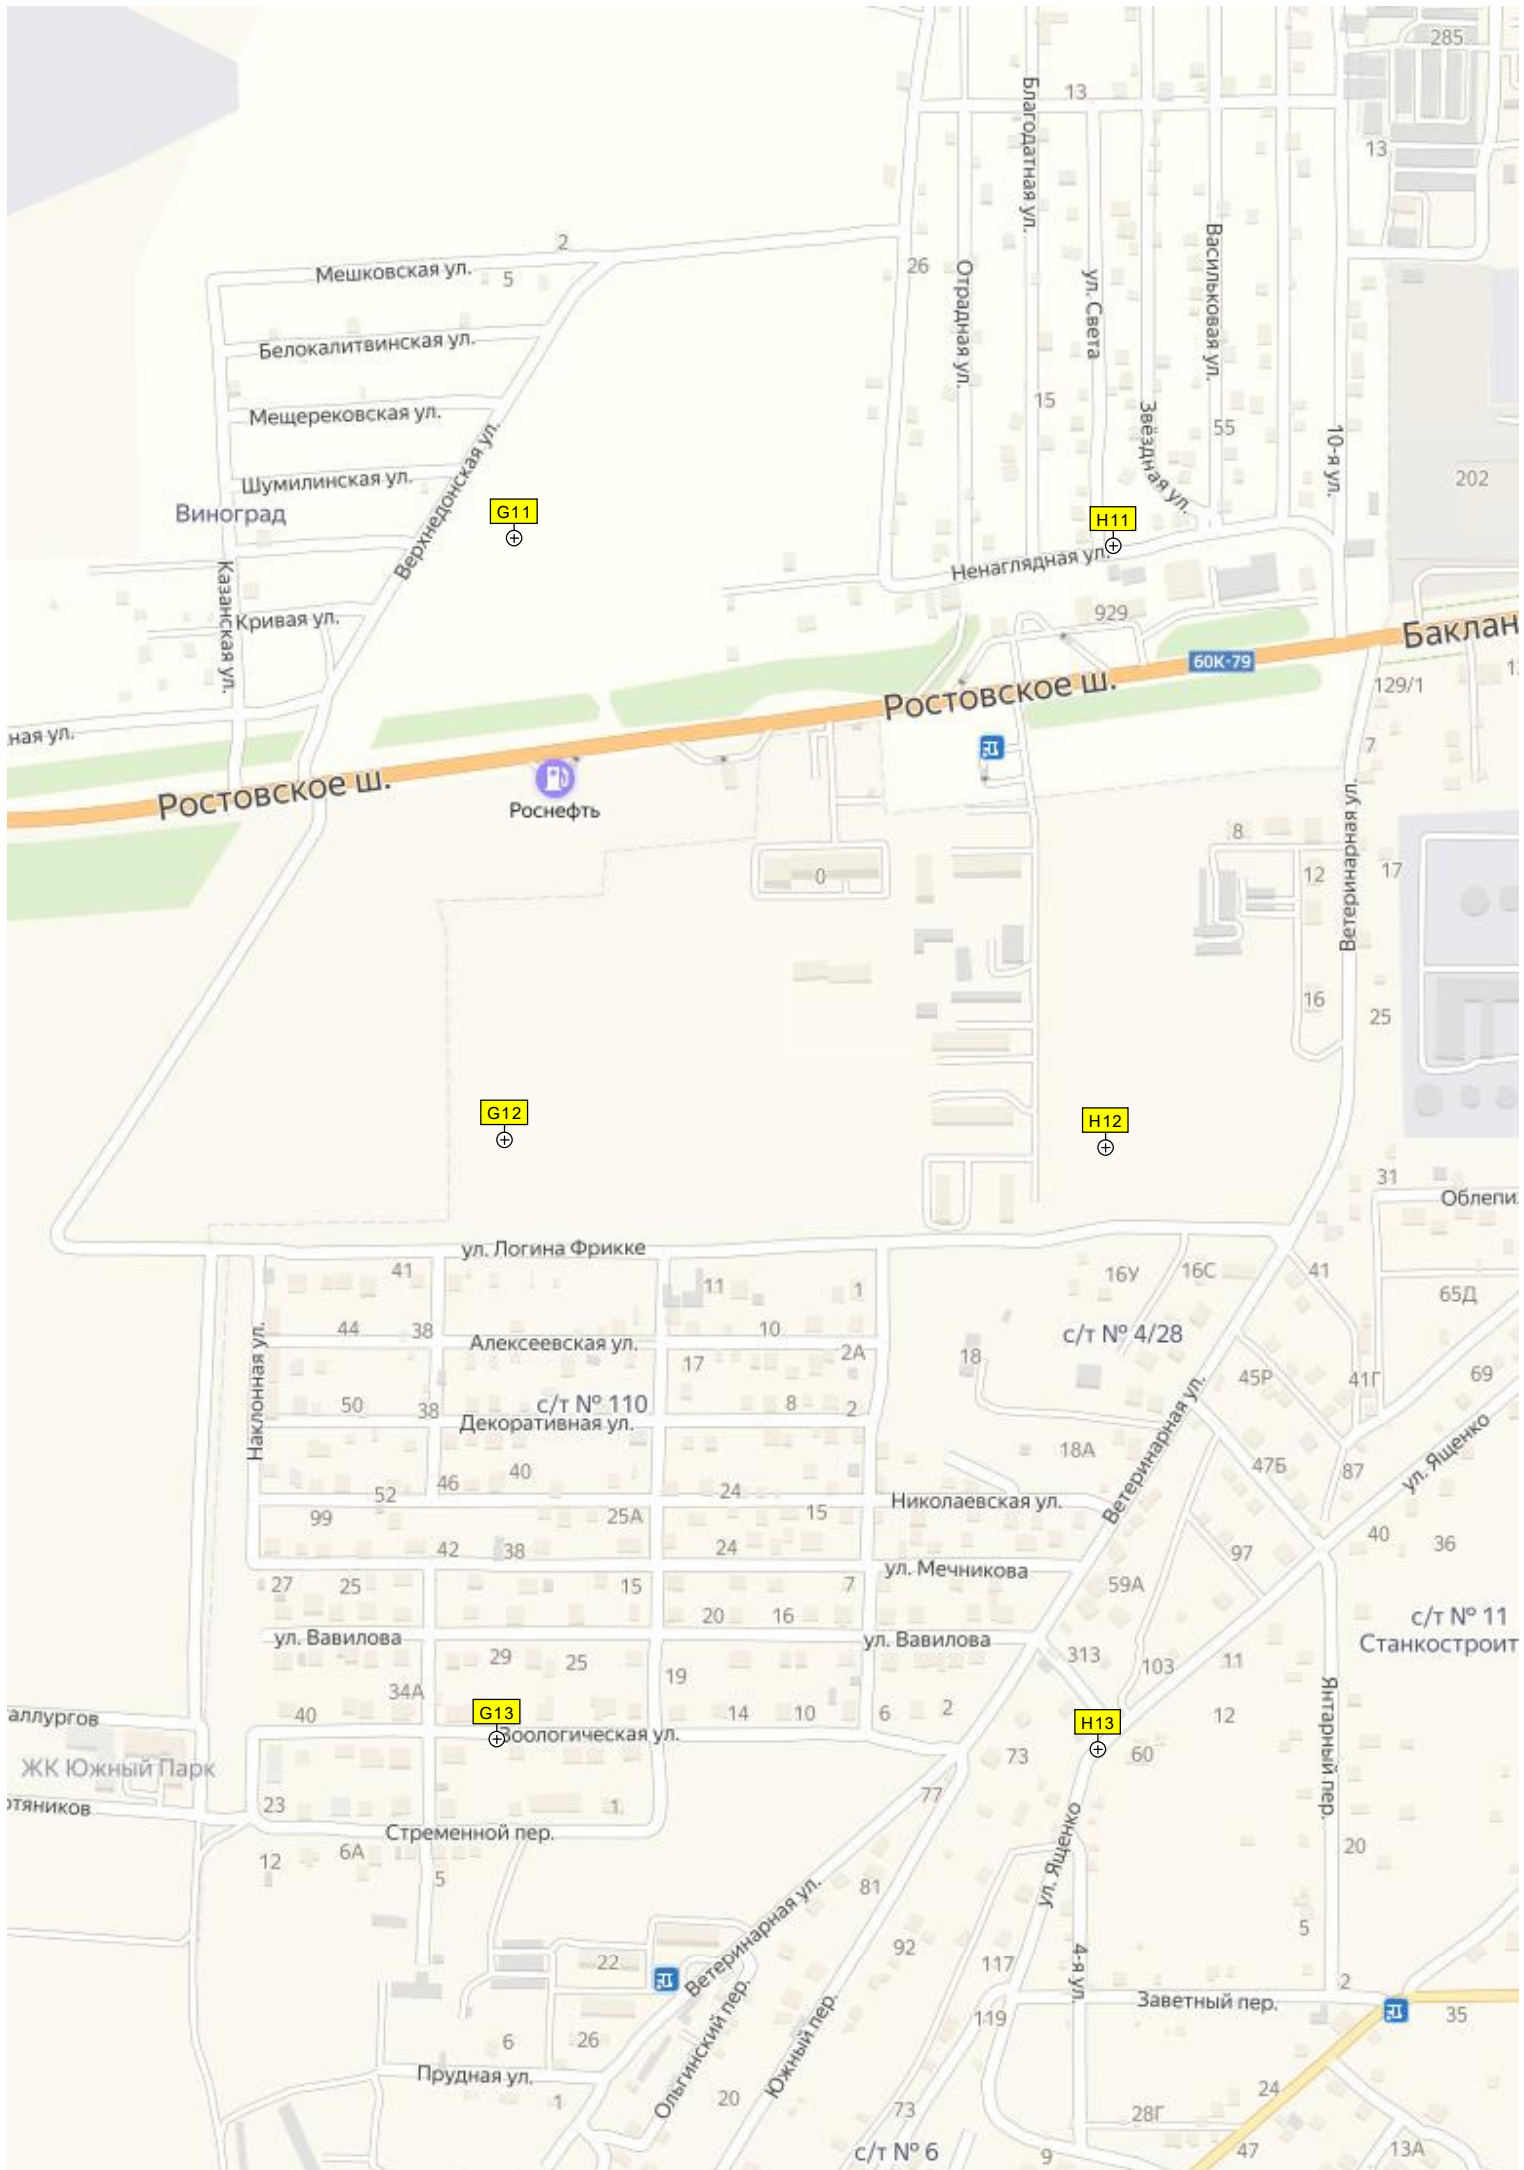 285
13
Благодатная ул.
13
2
Мешковская ул.
5
26
Отрадная ул.
ул. Света
Васильковая ул.
Белокалитвинская ул.
Мещерековская ул.
15
Звёздная ул.
55
10-я ул.
Верхнедонская ул.
Шумилинская ул.
202
Виноград
G11
H11
Ненаглядная ул.
Казанская ул.
Кривая ул.
929
Баклан
60К-79
129/1
Ростовское ш.
ная ул.
7
Ростовское ш.
Роснефть
Ветеринарная ул.
8
0
12
17
16
25
G12
H12
31
Облепи
ул. Логина Фрикке
41
11
1
16У
16С
41
65Д
44
38
10
Алексеевская ул.
с/т № 4/28
Наклонная ул.
17
2А
18
45Р
41Г
69
50
38
с/т № 110
8
2
Декоративная ул.
Ветеринарная ул.
18А
ул. Ященко
46
40
47Б
87
52
24
Николаевская ул.
99
25А
15
40
36
42
38
24
97
ул. Мечникова
27
25
15
7
59А
20
16
с/т № 11
Станкостроит
ул. Вавилова
ул. Вавилова
29
25
313
103
11
19
34А
Янтарный пер.
40
G13
14
10
6
2
12
аллургов
Зоологическая ул.
H13
73
60
ЖК Южный Парк
77
отяников
23
1
Стременной пер.
6А
12
5
ул. Ященко
20
81
Ветеринарная ул.
5
92
22
117
4-я ул.
2
Ольгинский пер.
Южный пер.
Заветный пер.
119
35
6
26
Прудная ул.
1
20
24
73
28Г
с/т № 6
9
47
13А